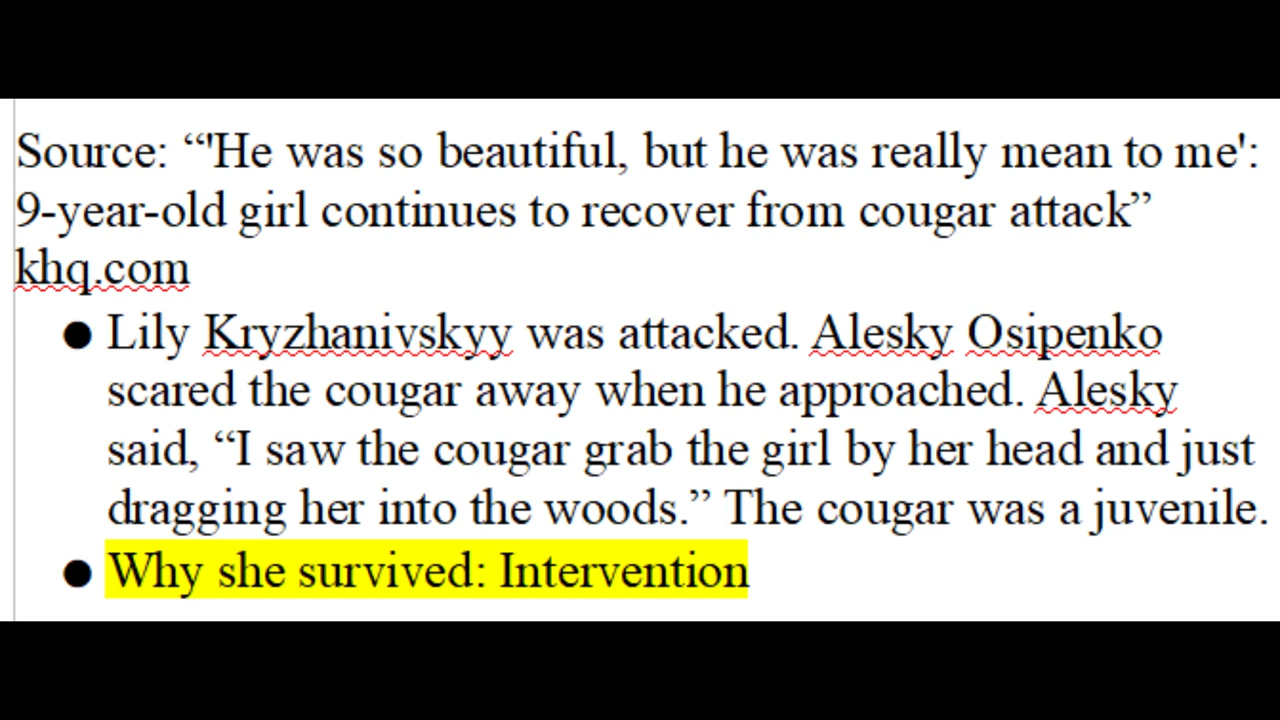 Source: “'He was so beautiful, but he was really mean to me':
9-year-old girl continues to recover from cougar attack”
khq.com
● Lily Kryzhanivskyy was attacked. Alesky Osipenko
scared the cougar away when he approached. Alesky
said, “I saw the cougar grab the girl by her head and just
dragging her into the woods.” The cougar was a juvenile.
● Why she survived: Intervention